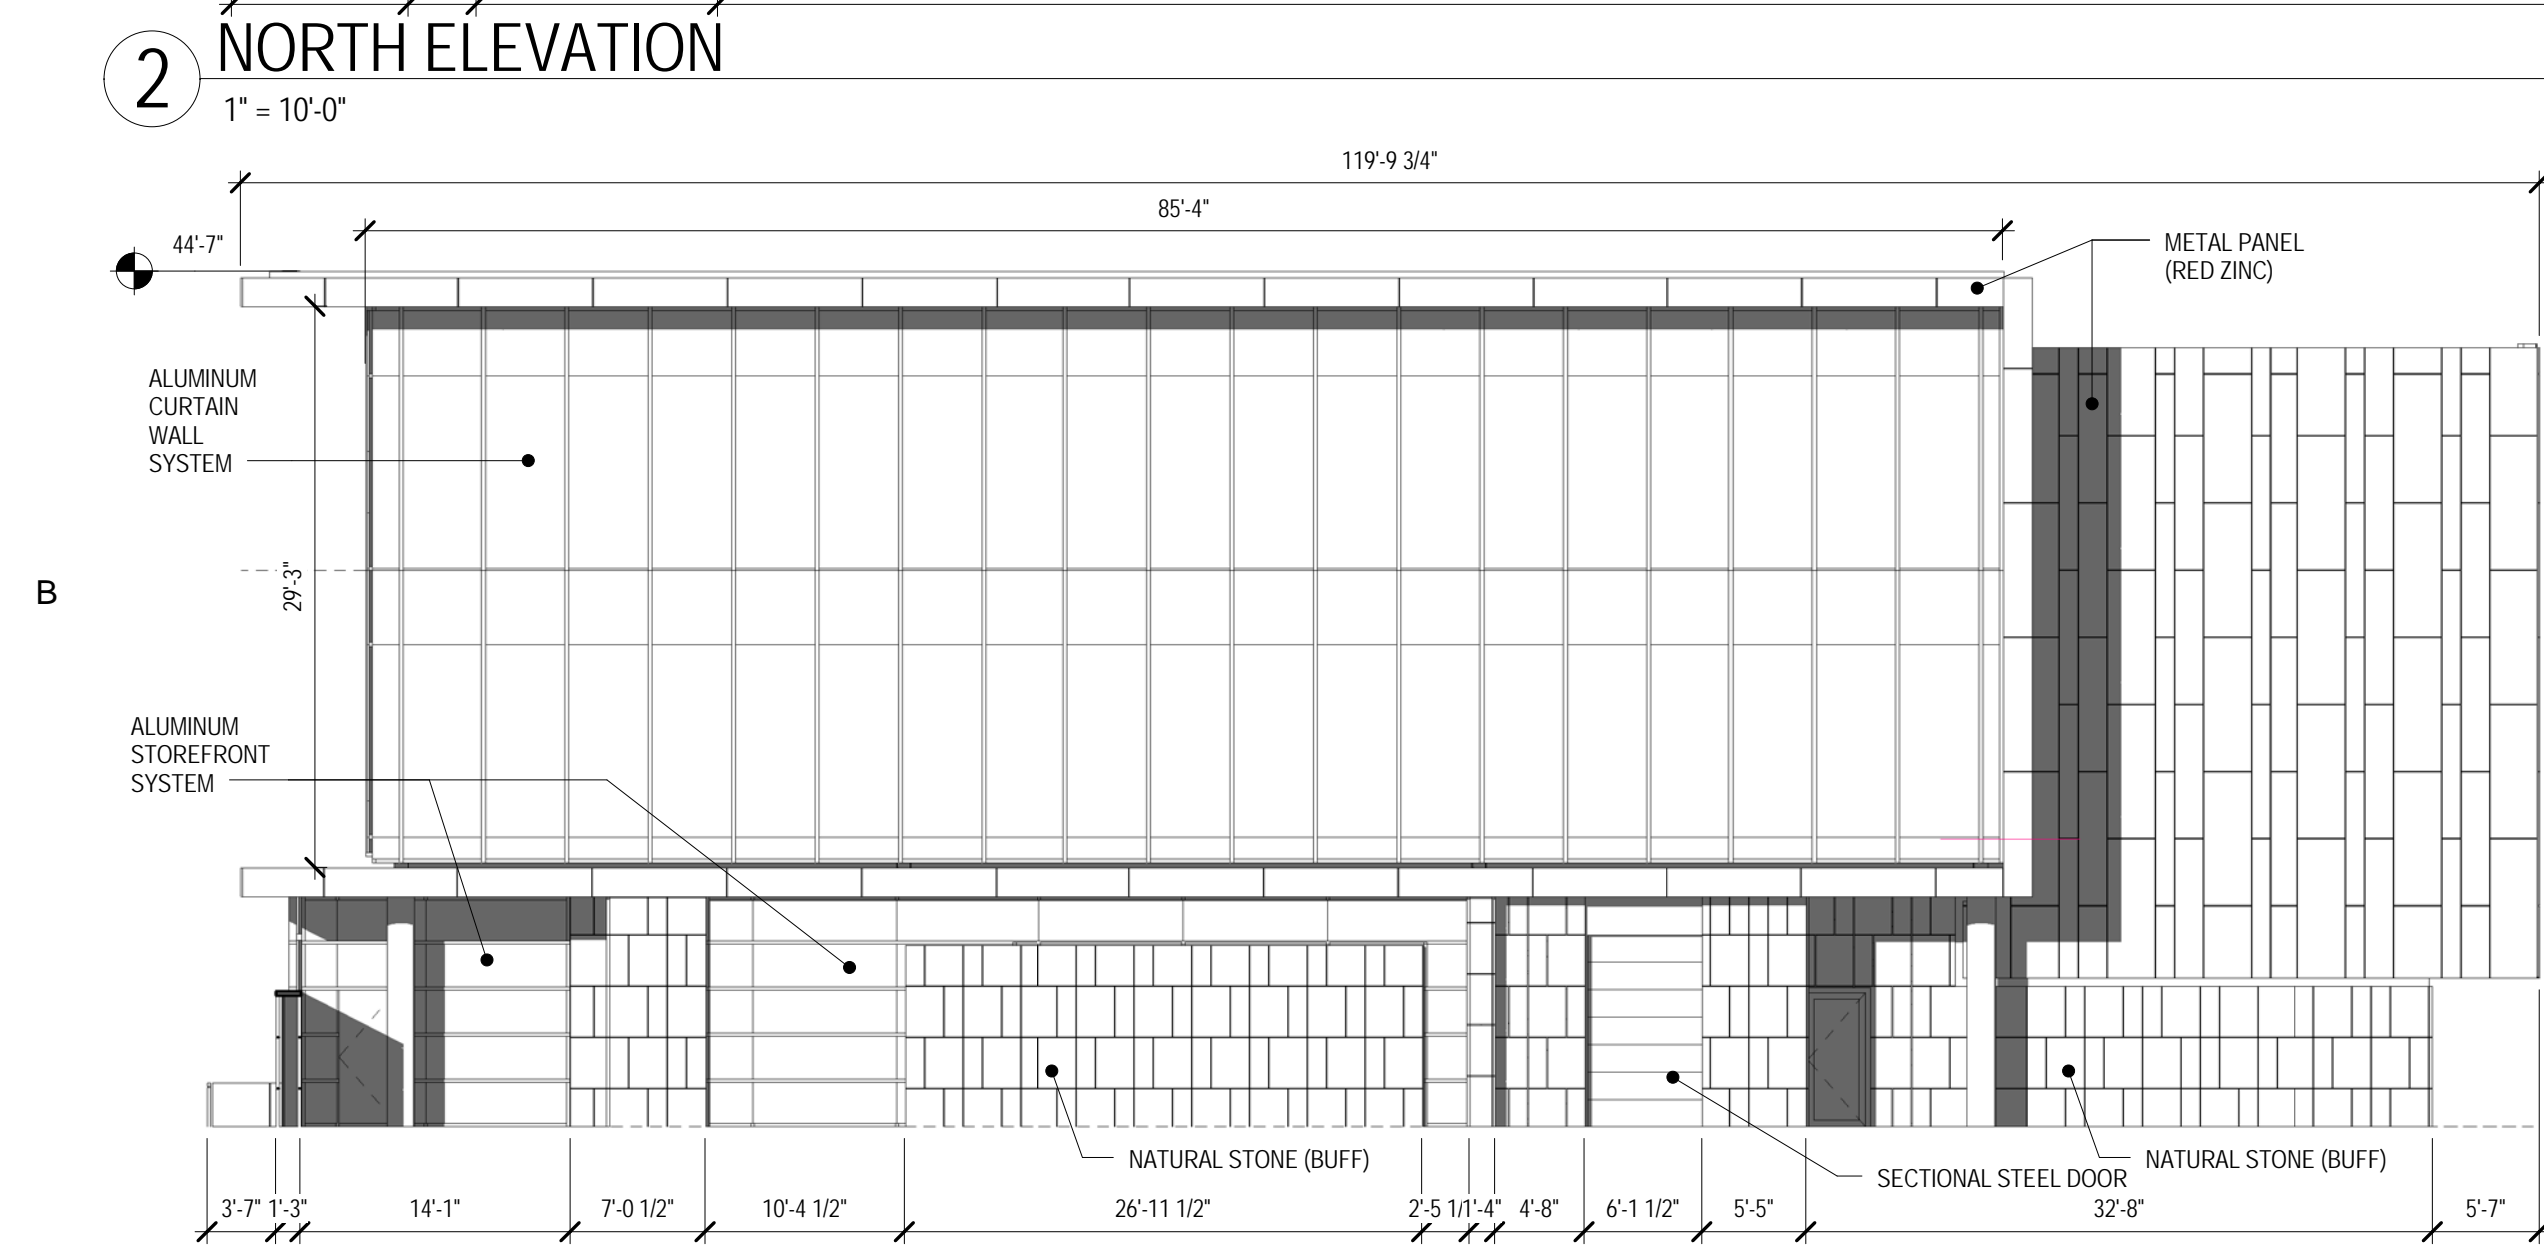 2
NORTH ELEVATION
1" = 10'-0"
119'-9 3/4"
85'-4"
44'-7"
METAL PANEL
(RED ZINC)
ALUMINUM
CURTAIN
WALL
SYSTEM
B
29'-3"
ALUMINUM
STOREFRONT
SYSTEM
NATURAL STONE (BUFF)
SECTIONAL STEEL DOOR
NATURAL STONE (BUFF)
3'-7" 1'-3" 14'-1" 7'-0 1/2" 10'-4 1/2" 26'-11 1/2" 2'-5 1/ 1'-4" 4'-8" 6'-1 1/2" 5'-5" 32'-8" 5'-7"